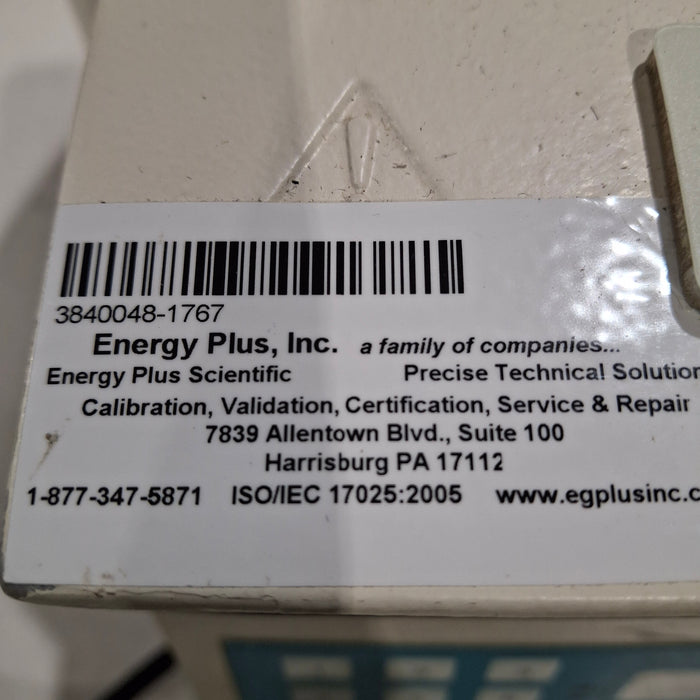 3840048-1767
Energy Plus, Inc. a family of companies...
Energy Plus Scientific Precise Technical Solution
Calibration, Validation, Certification, Service & Repair
7839 Allentown Blvd., Suite 100
Harrisburg PA 17112
1-877-347-5871 ISO/IEC 17025:2005 www.egplusinc.c